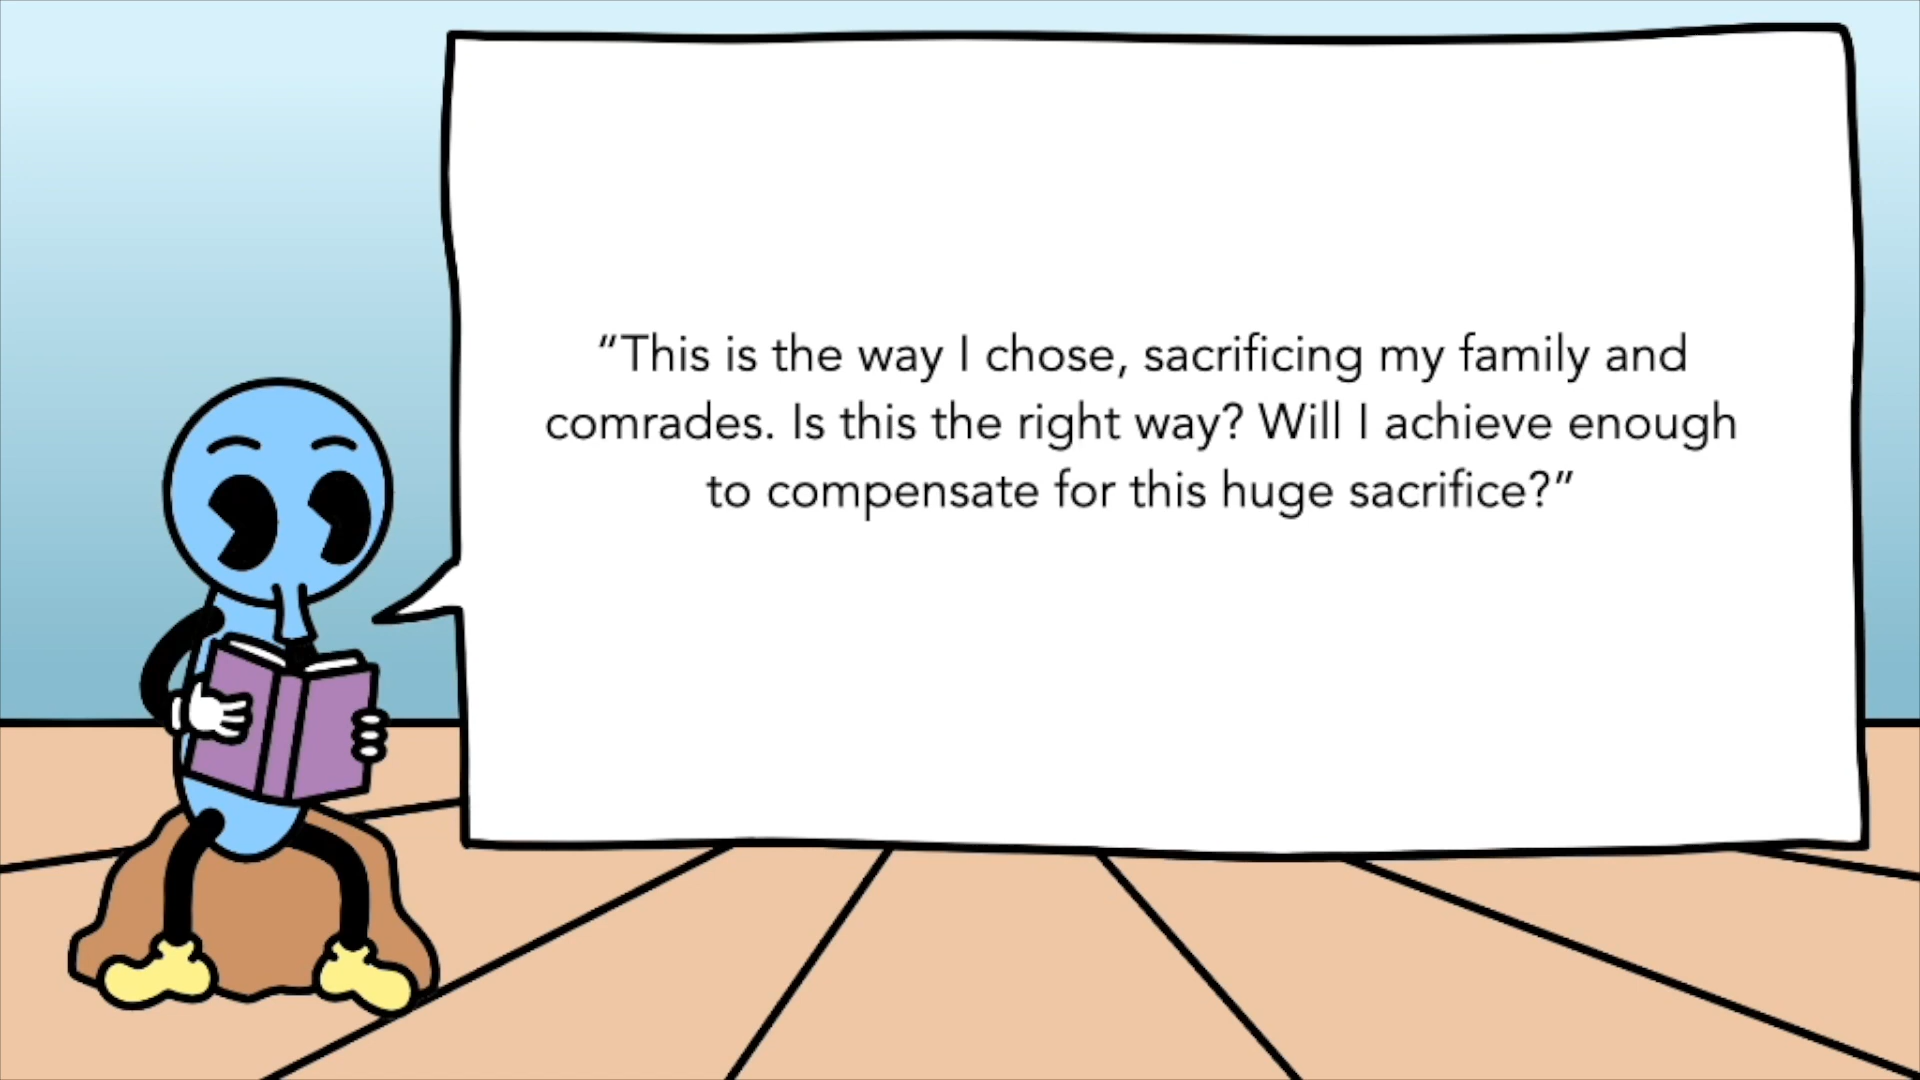 “This is the way I chose, sacrificing my family and
comrades. Is this the right way? Will I achieve enough
to compensate for this huge sacrifice?”